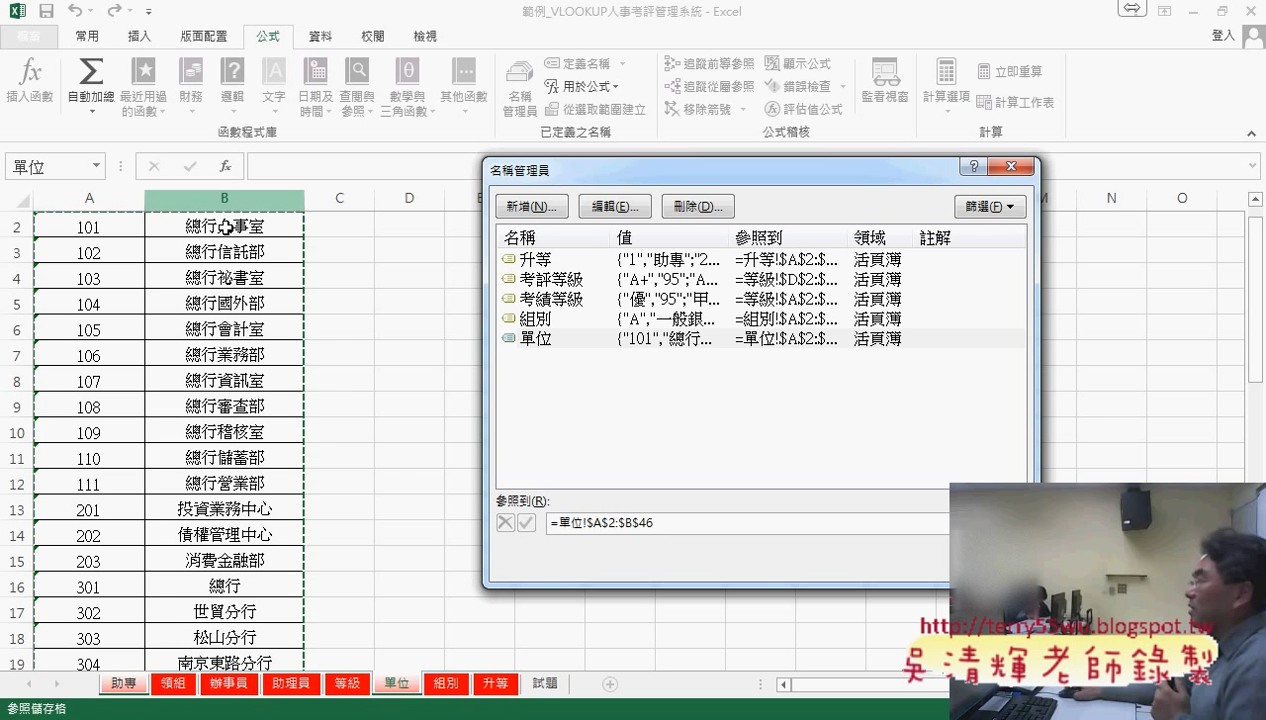 範例_VLOOKUP人事考評管理系統 - Excel
檔案 常用 插入 版面配置 公式 資料 校閱 檢視 登入
插入函數 自動加總 最近用過的函數 財務 邏輯 文字 日期及時間 查閱與參照 數學與三角函數 其他函數
函數程式庫
名稱管理員 定義名稱 用於公式 從選取範圍建立
已定義之名稱
追蹤前導參照 追蹤從屬參照 移除箭號 顯示公式 錯誤檢查 評估值公式
公式稽核
監看視窗 計算選項 立即重算 計算工作表
計算
單位
A B C D M N O
2 101 總行
3 102 總行信託部
4 103 總行祕書室
5 104 總行國外部
6 105 總行會計室
7 106 總行業務部
8 107 總行資訊室
9 108 總行審查部
10 109 總行稽核室
11 110 總行儲蓄部
12 111 總行營業部
13 201 投資業務中心
14 202 債權管理中心
15 203 消費金融部
16 301 總行
17 302 世貿分行
18 303 松山分行
19 304 南京東路分行
名稱管理員
新增(N)... 編輯(E)... 刪除(D)... 篩選(F)
名稱 值 參照到 領域 註解
升等 {"1","助專";"2... =升等!$A$2:$... 活頁簿
考評等級 {"A+","95";"A... =等級!$D$2:$... 活頁簿
考績等級 {"優","95";"甲... =等級!$A$2:$... 活頁簿
組別 {"A","一般銀... =組別!$A$2:$... 活頁簿
單位 {"101","總行... =單位!$A$2:$... 活頁簿
參照到(R):
=單位!$A$2:$B$46
助專 領組 辦事員 助理員 等級 單位 組別 升等 試題
參照儲存格
http://terry55wu.blogspot.tw
吳清輝老師錄製